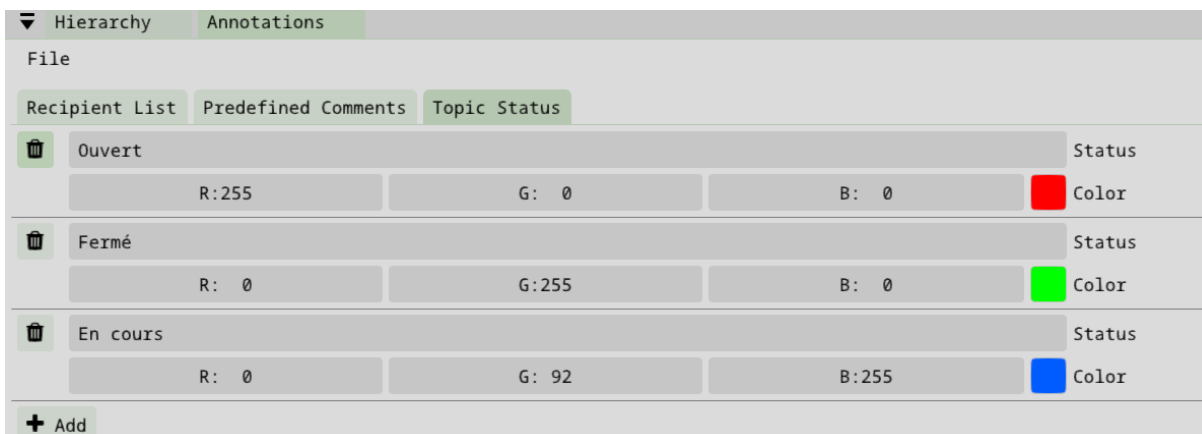 Hierarchy Annotations
File
Recipient List Predefined Comments Topic Status
Ouvert Status
R:255 G: 0 B: 0 Color
Fermé Status
R: 0 G:255 B: 0 Color
En cours Status
R: 0 G: 92 B:255 Color
Add